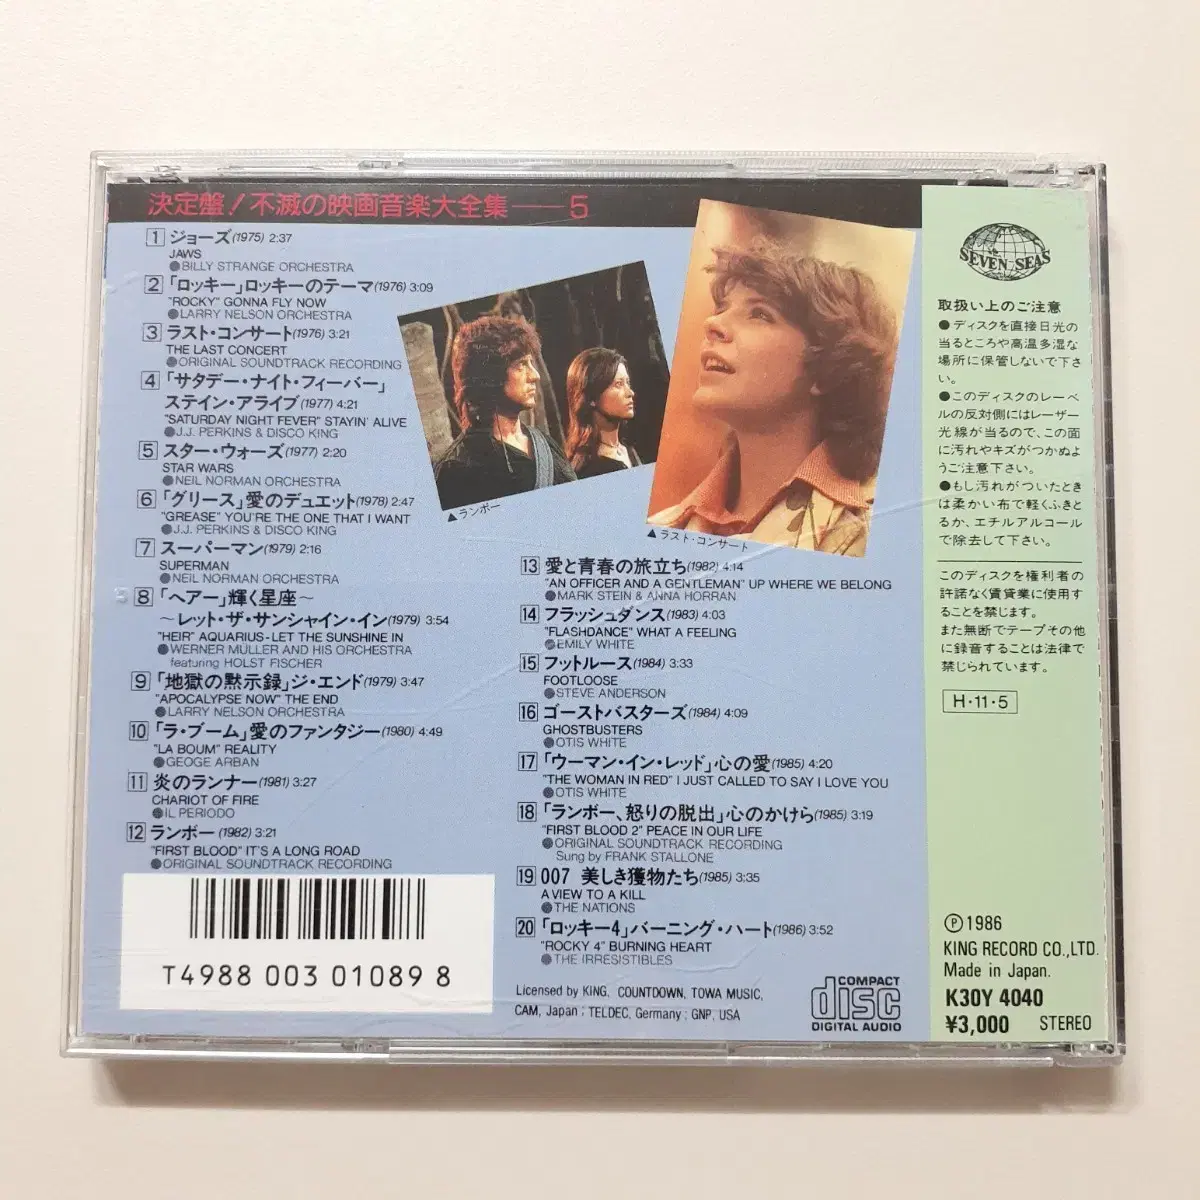 決定盤！不滅の映画音楽大全集——5
1 ジョーズ(1975) 2:37
JAWS
●BILLY STRANGE ORCHESTRA
2 「ロッキー」ロッキーのテーマ(1976) 3:09
"ROCKY" GONNA FLY NOW
●LARRY NELSON ORCHESTRA
3 ラスト・コンサート(1976) 3:21
THE LAST CONCERT
●ORIGINAL SOUNDTRACK RECORDING
4 「サタデー・ナイト・フィーバー」
ステイン・アライブ(1977) 4:21
"SATURDAY NIGHT FEVER" STAYIN' ALIVE
●J.J. PERKINS & DISCO KING
5 スター・ウォーズ(1977) 2:20
STAR WARS
●NEIL NORMAN ORCHESTRA
6 「グリース」愛のデュエット(1978) 2:47
"GREASE" YOU'RE THE ONE THAT I WANT
●J.J. PERKINS & DISCO KING
7 スーパーマン(1979) 2:16
SUPERMAN
●NEIL NORMAN ORCHESTRA
8 「ヘアー」輝く星座〜
〜レット・ザ・サンシャイン・イン(1979) 3:54
"HEIR" AQUARIUS-LET THE SUNSHINE IN
●WERNER MÜLLER AND HIS ORCHESTRA
featuring HOLST FISCHER
9 「地獄の黙示録」ジ・エンド(1979) 3:47
"APOCALYPSE NOW" THE END
●LARRY NELSON ORCHESTRA
10 「ラ・ブーム」愛のファンタジー(1980) 4:49
"LA BOUM" REALITY
●GEOGE ARBAN
11 炎のランナー(1981) 3:27
CHARIOT OF FIRE
●IL PERIODO
12 ランボー(1982) 3:21
"FIRST BLOOD" IT'S A LONG ROAD
●ORIGINAL SOUNDTRACK RECORDING
T4988 003 01089 8
▲ランボー
▲ラスト・コンサート
13 愛と青春の旅立ち(1982) 4:14
"AN OFFICER AND A GENTLEMAN" UP WHERE WE BELONG
●MARK STEIN & ANNA HORRAN
14 フラッシュダンス(1983) 4:03
"FLASHDANCE" WHAT A FEELING
●EMILY WHITE
15 フットルース(1984) 3:33
FOOTLOOSE
●STEVE ANDERSON
16 ゴーストバスターズ(1984) 4:09
GHOSTBUSTERS
●OTIS WHITE
17 「ウーマン・イン・レッド」心の愛(1985) 4:20
"THE WOMAN IN RED" I JUST CALLED TO SAY I LOVE YOU
●OTIS WHITE
18 「ランボー、怒りの脱出」心のかけら(1985) 3:19
"FIRST BLOOD 2" PEACE IN OUR LIFE
●ORIGINAL SOUNDTRACK RECORDING
Sung by FRANK STALLONE
19 007 美しき獲物たち(1985) 3:35
A VIEW TO A KILL
●THE NATIONS
20 「ロッキー4」バーニング・ハート(1986) 3:52
"ROCKY 4" BURNING HEART
●THE IRRESISTIBLES
Licensed by KING, COUNTDOWN, TOWA MUSIC,
CAM, Japan; TELDEC, Germany; GNP, USA
COMPACT
disc
DIGITAL AUDIO
SEVEN SEAS
取扱い上のご注意
●ディスクを直接日光の
当るところや高温多湿な
場所に保管しないで下さ
い。
●このディスクのレーベ
ルの反対側にはレーザー
光線が当るので、この面
に汚れやキズがつかぬよ
うご注意下さい。
●もし汚れがついたとき
は柔かい布で軽くふきと
るか、エチルアルコール
で除去して下さい。
このディスクを権利者の
許諾なく賃貸業に使用す
ることを禁じます。
また無断でテープその他
に録音することは法律で
禁じられています。
H・11・5
℗1986
KING RECORD CO.,LTD.
Made in Japan.
K30Y 4040
¥3,000 STEREO